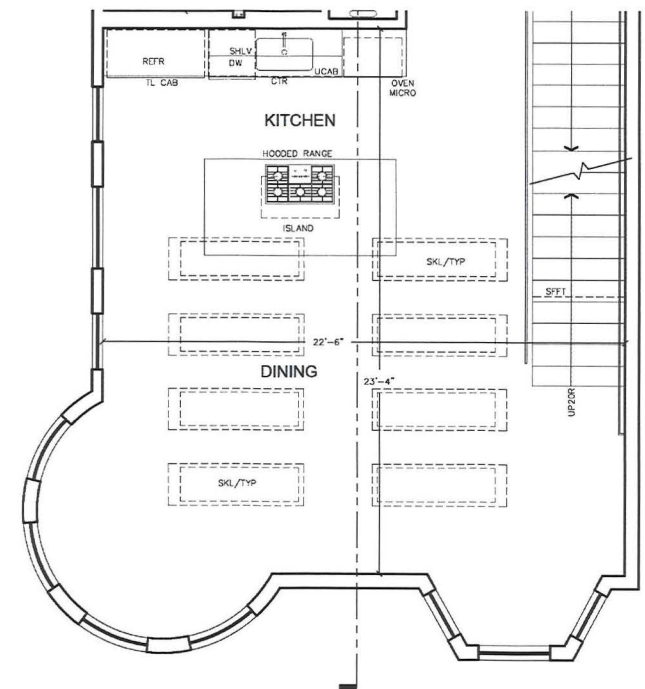 SHLV
REFR
DW
UCAB
TL CAB
CTR
OVEN
MICRO
KITCHEN
HOODED RANGE
ISLAND
SKL/TYP
SFFT
22'-6"
DINING
23'-4"
UP20R
SKL/TYP